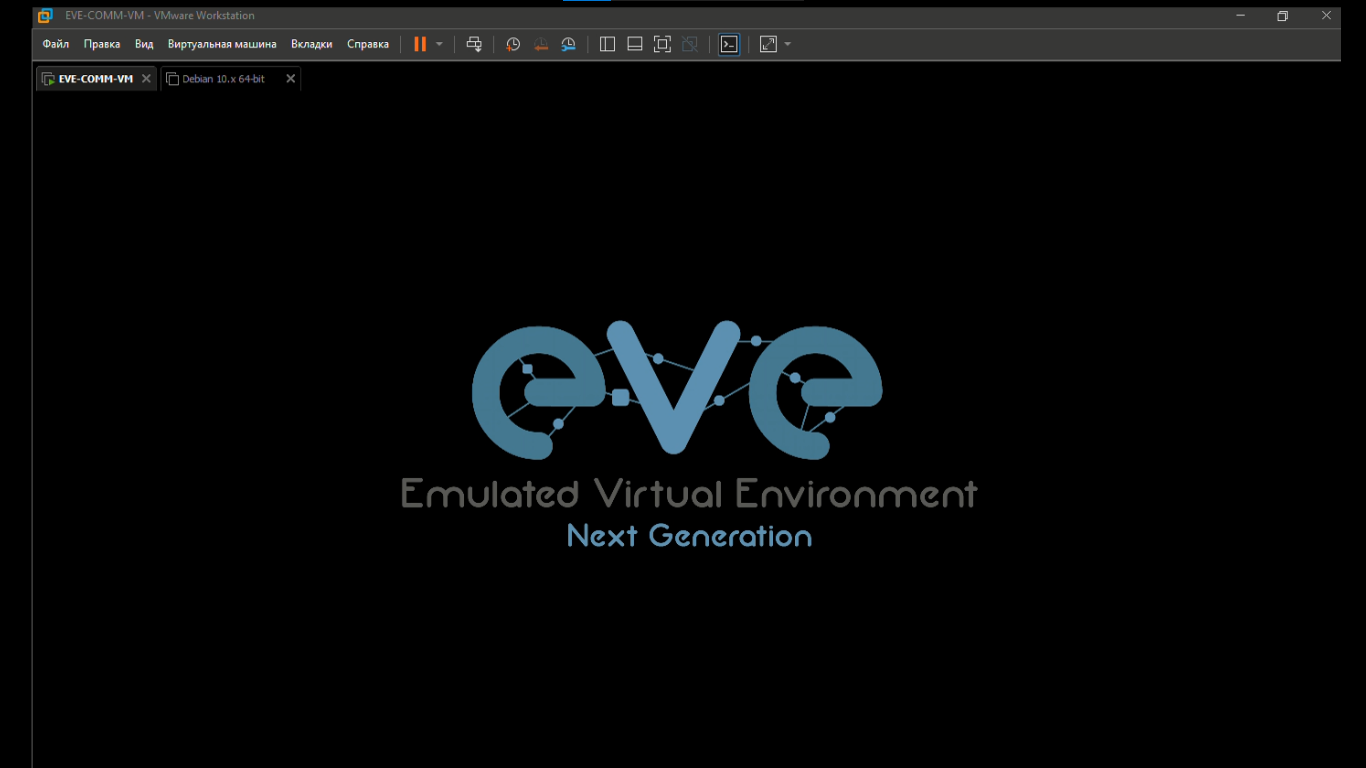 EVE-COMM-VM - VMware Workstation
Файл Правка Вид Виртуальная машина Вкладки Справка
EVE-COMM-VM Debian 10.x 64-bit
eve
Emulated Virtual Environment
Next Generation